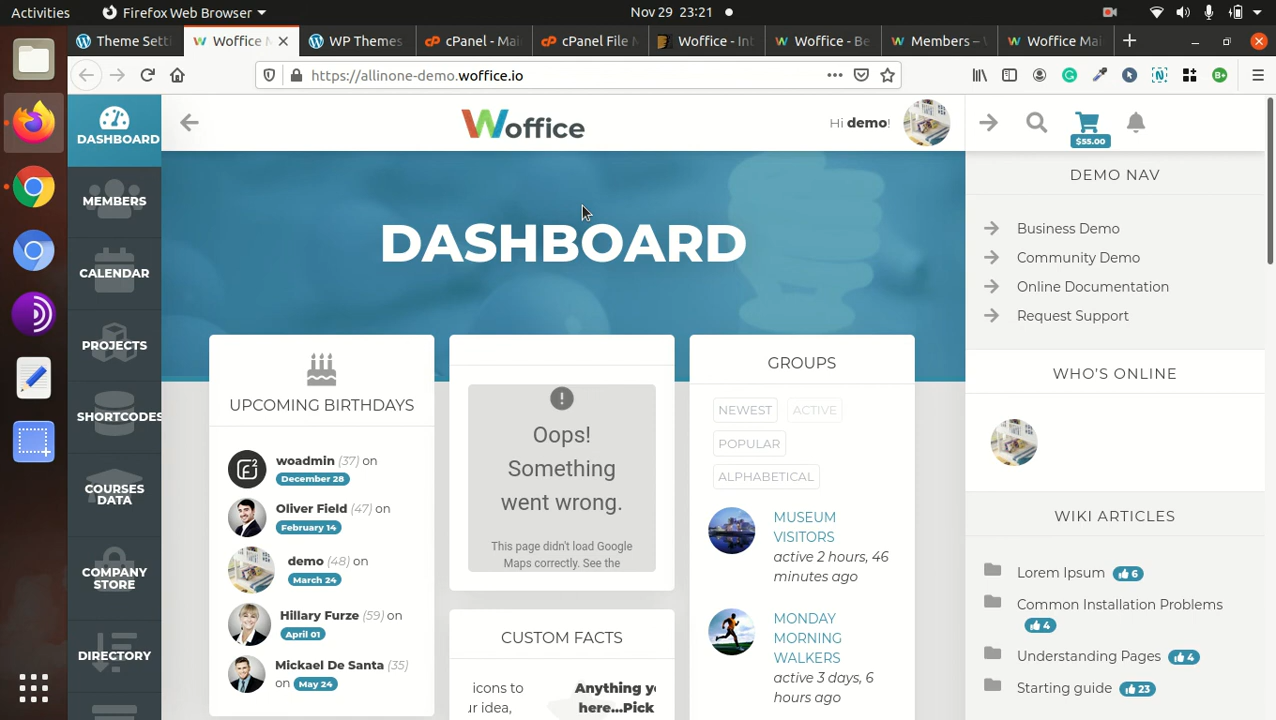 Activities
Firefox Web Browser
Nov 29 23:21
Theme Setti
Woffice M
WP Themes
cPanel - Mai
cPanel File M
Woffice - Int
Woffice - Be
Members –
Woffice Mai
https://allinone-demo.woffice.io
DASHBOARD
MEMBERS
CALENDAR
PROJECTS
SHORTCODES
COURSES
DATA
COMPANY
STORE
DIRECTORY
Woffice
Hi demo!
$55.00
DASHBOARD
UPCOMING BIRTHDAYS
woadmin (37) on
December 28
Oliver Field (47) on
February 14
demo (48) on
March 24
Hillary Furze (59) on
April 01
Mickael De Santa (35)
on May 24
Oops!
Something
went wrong.
This page didn't load Google
Maps correctly. See the
CUSTOM FACTS
icons to
ur idea,
Anything yo
here...Pick
GROUPS
NEWEST
ACTIVE
POPULAR
ALPHABETICAL
MUSEUM
VISITORS
active 2 hours, 46
minutes ago
MONDAY
MORNING
WALKERS
active 3 days, 6
hours ago
DEMO NAV
Business Demo
Community Demo
Online Documentation
Request Support
WHO'S ONLINE
WIKI ARTICLES
Lorem Ipsum 6
Common Installation Problems
4
Understanding Pages 4
Starting guide 23